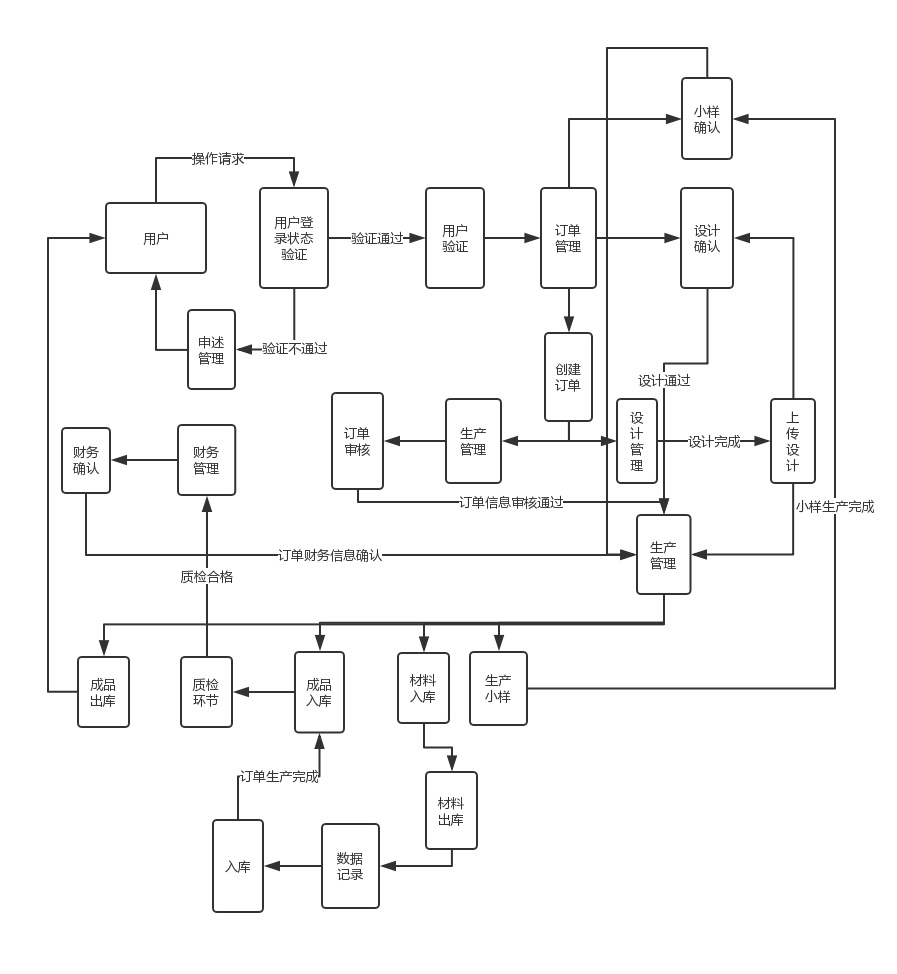 小样
确认
操作请求
用户
用户登
录状态
验证
验证通过
用户
验证
订单
管理
设计
确认
申述
管理
验证不通过
创建
订单
设计通过
财务
确认
财务
管理
订单
审核
生产
管理
设
计
管
理
设计完成
上
传
设
计
订单信息审核通过
小样生产完成
订单财务信息确认
生产
管理
质检合格
成品
出库
质检
环节
成品
入库
材料
入库
生产
小样
订单生产完成
材料
出库
入库
数据
记录